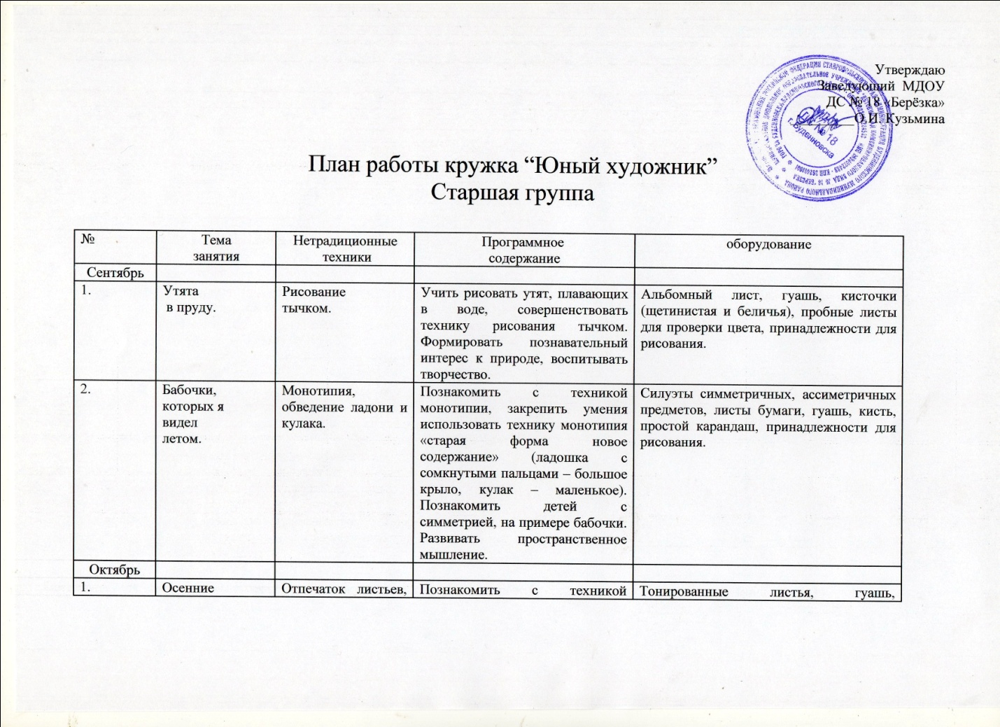 Утверждаю
Заведующий МДОУ
ДС № 18 «Берёзка»
________О.И. Кузьмина
г. Буденновска
№ 18
План работы кружка “Юный художник”
Старшая группа
№
Тема
занятия
Нетрадиционные
техники
Программное
содержание
оборудование
Сентябрь
1.
Утята
в пруду.
Рисование
тычком.
Учить рисовать утят, плавающих
в воде, совершенствовать
технику рисования тычком.
Формировать познавательный
интерес к природе, воспитывать
творчество.
Альбомный лист, гуашь, кисточки
(щетинистая и беличья), пробные листы
для проверки цвета, принадлежности для
рисования.
2.
Бабочки,
которых я
видел
летом.
Монотипия,
обведение ладони и
кулака.
Познакомить с техникой
монотипии, закрепить умения
использовать технику монотипия
«старая форма новое
содержание» (ладошка с
сомкнутыми пальцами – большое
крыло, кулак – маленькое).
Познакомить детей с
симметрией, на примере бабочки.
Развивать пространственное
мышление.
Силуэты симметричных, ассиметричных
предметов, листы бумаги, гуашь, кисть,
простой карандаш, принадлежности для
рисования.
Октябрь
1.
Осенние
Отпечаток листьев,
Познакомить с техникой
Тонированные листья, гуашь,